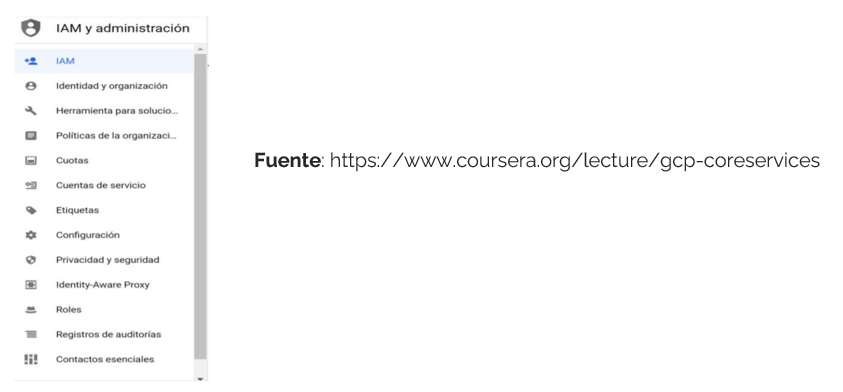 IAM y administración
IAM
Identidad y organización
Herramienta para solucio...
Políticas de la organizaci...
Cuotas
Cuentas de servicio
Etiquetas
Configuración
Privacidad y seguridad
Identity-Aware Proxy
Roles
Registros de auditorías
Contactos esenciales
Fuente: https://www.coursera.org/lecture/gcp-coreservices